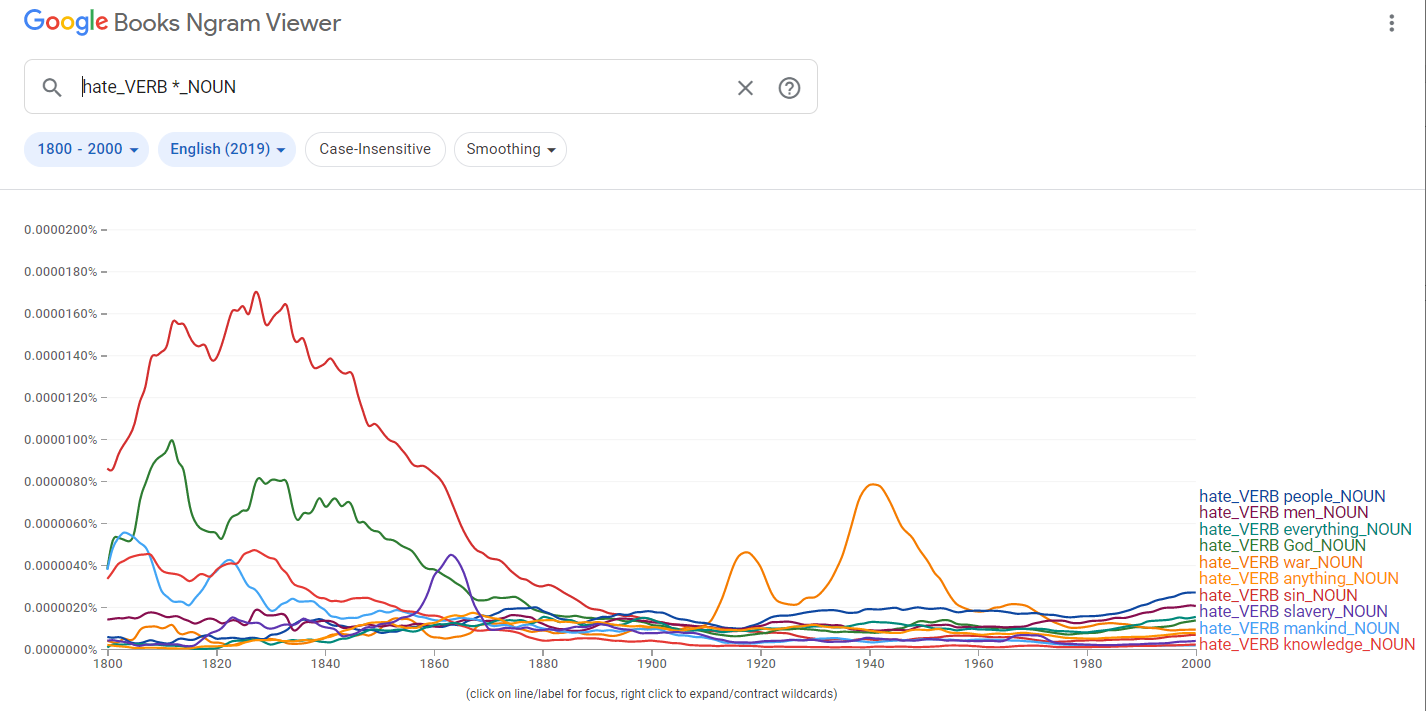 Google Books Ngram Viewer
hate_VERB *_NOUN
1800 - 2000 English (2019) Case-Insensitive Smoothing
0.0000200%
0.0000180%
0.0000160%
0.0000140%
0.0000120%
0.0000100%
0.0000080%
0.0000060%
0.0000040%
0.0000020%
0.0000000%
1800 1820 1840 1860 1880 1900 1920 1940 1960 1980 2000
hate_VERB people_NOUN
hate_VERB men_NOUN
hate_VERB everything_NOUN
hate_VERB God_NOUN
hate_VERB war_NOUN
hate_VERB anything_NOUN
hate_VERB sin_NOUN
hate_VERB slavery_NOUN
hate_VERB mankind_NOUN
hate_VERB knowledge_NOUN
(click on line/label for focus, right click to expand/contract wildcards)